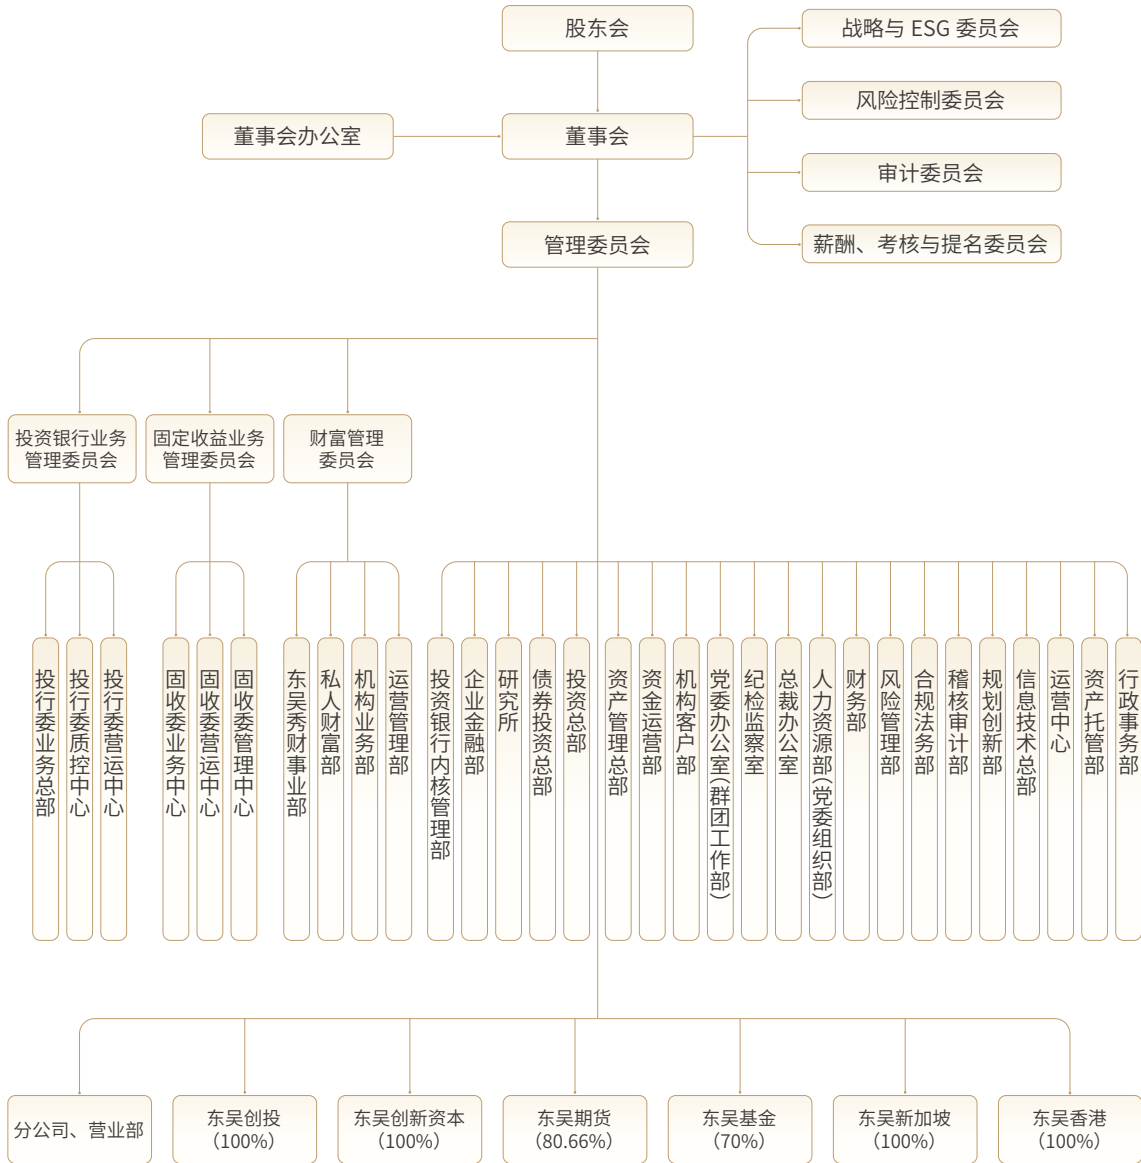 股东会
战略与 ESG 委员会
风险控制委员会
董事会办公室
董事会
审计委员会
管理委员会
薪酬、考核与提名委员会
投资银行业务
管理委员会
固定收益业务
管理委员会
财富管理
委员会
投行委业务总部
投行委质控中心
投行委营运中心
固收委业务中心
固收委营运中心
固收委管理中心
东吴秀财事业部
私人财富部
机构业务部
运营管理部
投资银行内核管理部
企业金融部
研究所
债券投资总部
投资总部
资产管理总部
资金运营部
机构客户部
党委办公室(群团工作部)
纪检监察室
总裁办公室
人力资源部(党委组织部)
财务部
风险管理部
合规法务部
稽核审计部
规划创新部
信息技术总部
运营中心
资产托管部
行政事务部
分公司、营业部
东吴创投
（100%）
东吴创新资本
（100%）
东吴期货
（80.66%）
东吴基金
（70%）
东吴新加坡
（100%）
东吴香港
（100%）